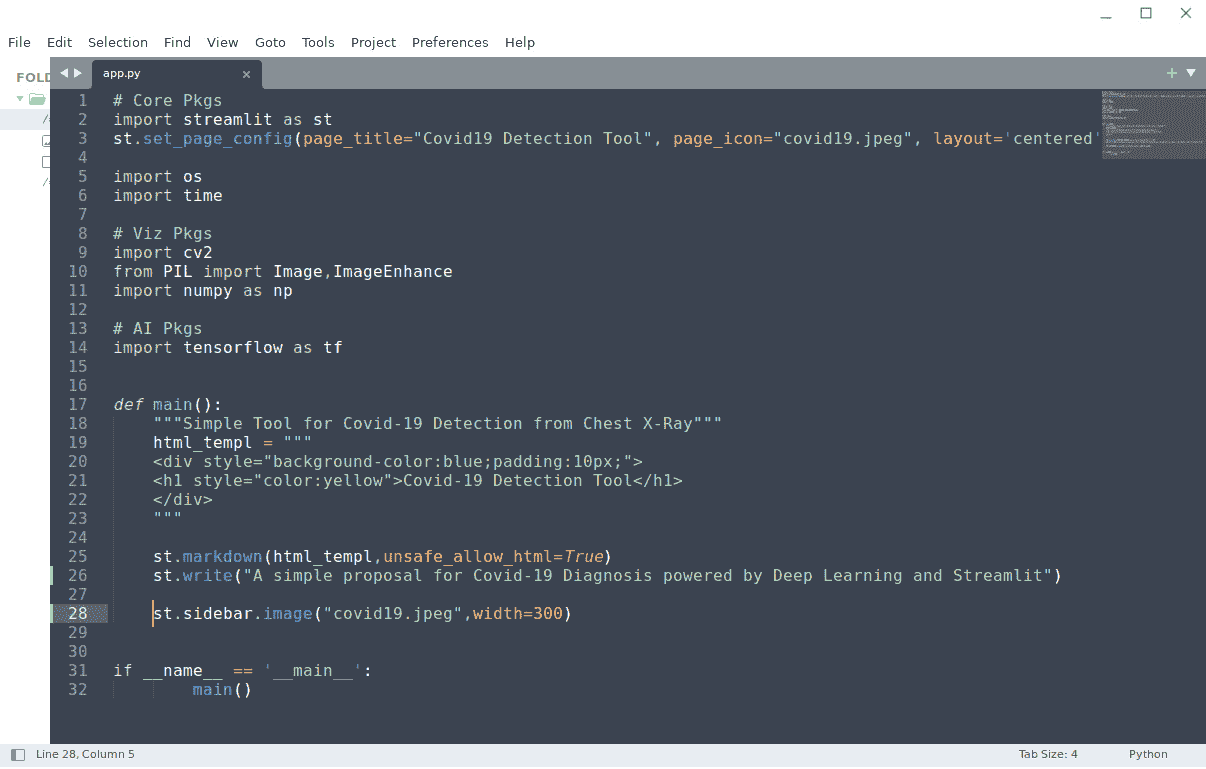 File Edit Selection Find View Goto Tools Project Preferences Help
FOLD
app.py ×
1 # Core Pkgs
2 import streamlit as st
3 st.set_page_config(page_title="Covid19 Detection Tool", page_icon="covid19.jpeg", layout='centered'
4
5 import os
6 import time
7
8 # Viz Pkgs
9 import cv2
10 from PIL import Image,ImageEnhance
11 import numpy as np
12
13 # AI Pkgs
14 import tensorflow as tf
15
16
17 def main():
18     """Simple Tool for Covid-19 Detection from Chest X-Ray"""
19     html_templ = """
20     <div style="background-color:blue;padding:10px;">
21     <h1 style="color:yellow">Covid-19 Detection Tool</h1>
22     </div>
23     """
24
25     st.markdown(html_templ,unsafe_allow_html=True)
26     st.write("A simple proposal for Covid-19 Diagnosis powered by Deep Learning and Streamlit")
27
28     st.sidebar.image("covid19.jpeg",width=300)
29
30
31 if __name__ == '__main__':
32         main()
Line 28, Column 5 Tab Size: 4 Python